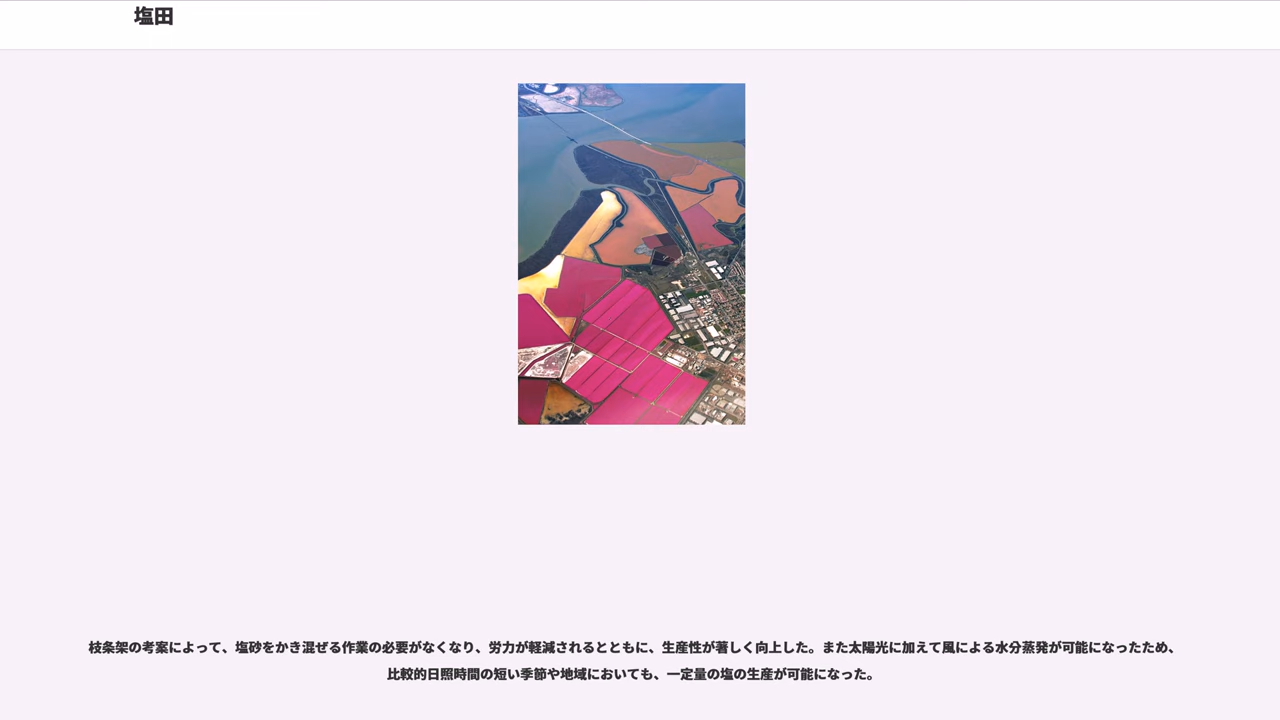 塩田
枝条架の考案によって、塩砂をかき混ぜる作業の必要がなくなり、労力が軽減されるとともに、生産性が著しく向上した。また太陽光に加えて風による水分蒸発が可能になったため、
比較的日照時間の短い季節や地域においても、一定量の塩の生産が可能になった。